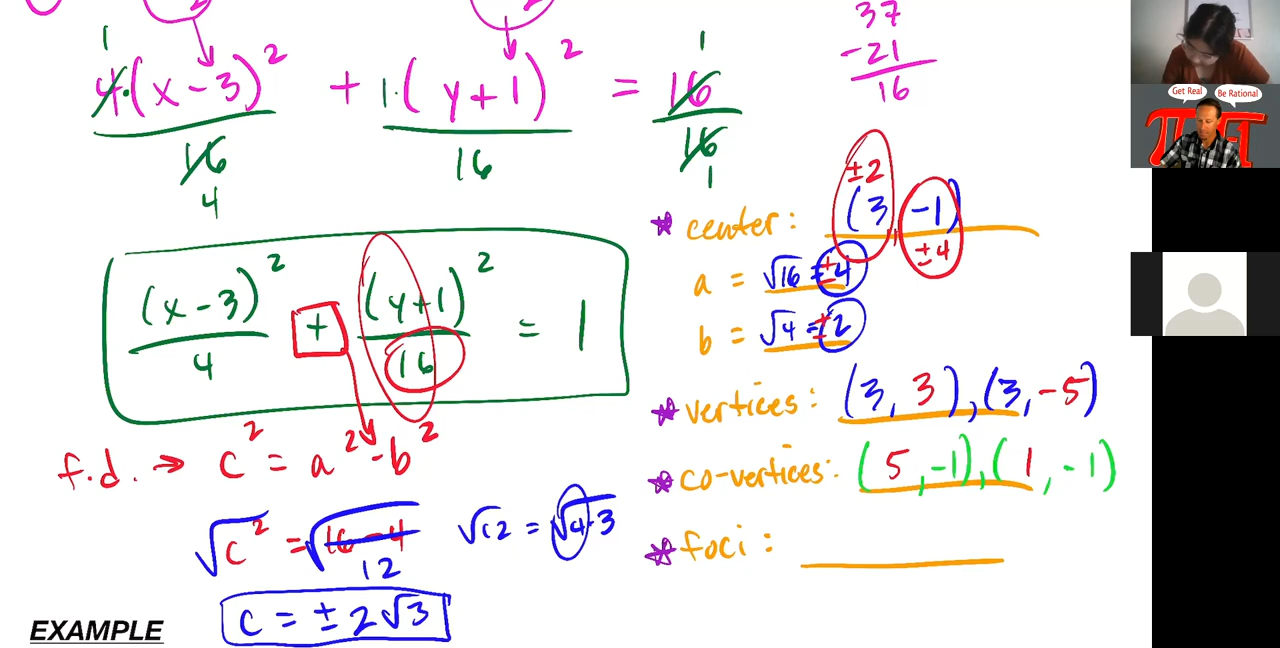 37
-21
16
1 1
4·(x-3)² + 1·(y+1)² = 16
16 16 16
4 1
Get Real Be Rational
±2
center: (3, -1)
±4
a = √16 = ±4
b = √4 = ±2
(x-3)²/4 + (y+1)²/16 = 1
vertices: (3, 3), (3, -5)
f.d. → c² = a² - b²
co-vertices: (5, -1), (1, -1)
√c² = √16-4 √12 = √4·3
12
foci:
c = ± 2√3
EXAMPLE